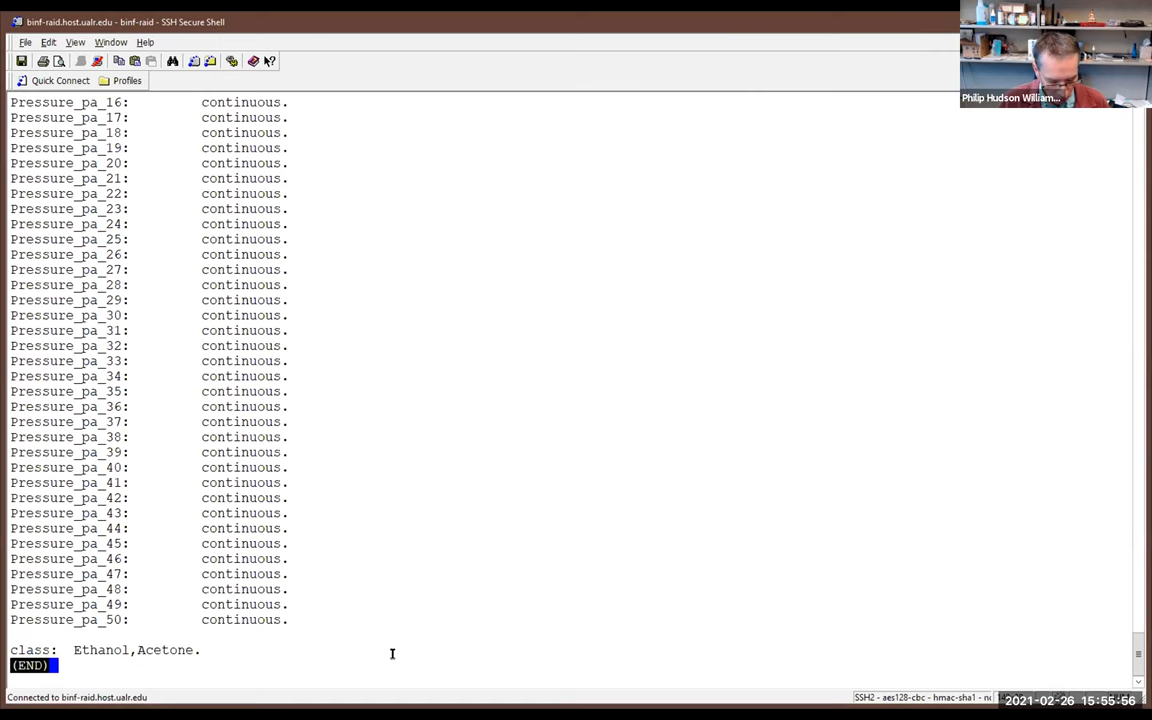 binf-raid.host.ualr.edu - binf-raid - SSH Secure Shell
File Edit View Window Help
Quick Connect Profiles
Philip Hudson William...
Pressure_pa_16: continuous.
Pressure_pa_17: continuous.
Pressure_pa_18: continuous.
Pressure_pa_19: continuous.
Pressure_pa_20: continuous.
Pressure_pa_21: continuous.
Pressure_pa_22: continuous.
Pressure_pa_23: continuous.
Pressure_pa_24: continuous.
Pressure_pa_25: continuous.
Pressure_pa_26: continuous.
Pressure_pa_27: continuous.
Pressure_pa_28: continuous.
Pressure_pa_29: continuous.
Pressure_pa_30: continuous.
Pressure_pa_31: continuous.
Pressure_pa_32: continuous.
Pressure_pa_33: continuous.
Pressure_pa_34: continuous.
Pressure_pa_35: continuous.
Pressure_pa_36: continuous.
Pressure_pa_37: continuous.
Pressure_pa_38: continuous.
Pressure_pa_39: continuous.
Pressure_pa_40: continuous.
Pressure_pa_41: continuous.
Pressure_pa_42: continuous.
Pressure_pa_43: continuous.
Pressure_pa_44: continuous.
Pressure_pa_45: continuous.
Pressure_pa_46: continuous.
Pressure_pa_47: continuous.
Pressure_pa_48: continuous.
Pressure_pa_49: continuous.
Pressure_pa_50: continuous.
class: Ethanol,Acetone.
(END)
Connected to binf-raid.host.ualr.edu
SSH2 - aes128-cbc - hmac-sha1 -
2021-02-26 15:55:56